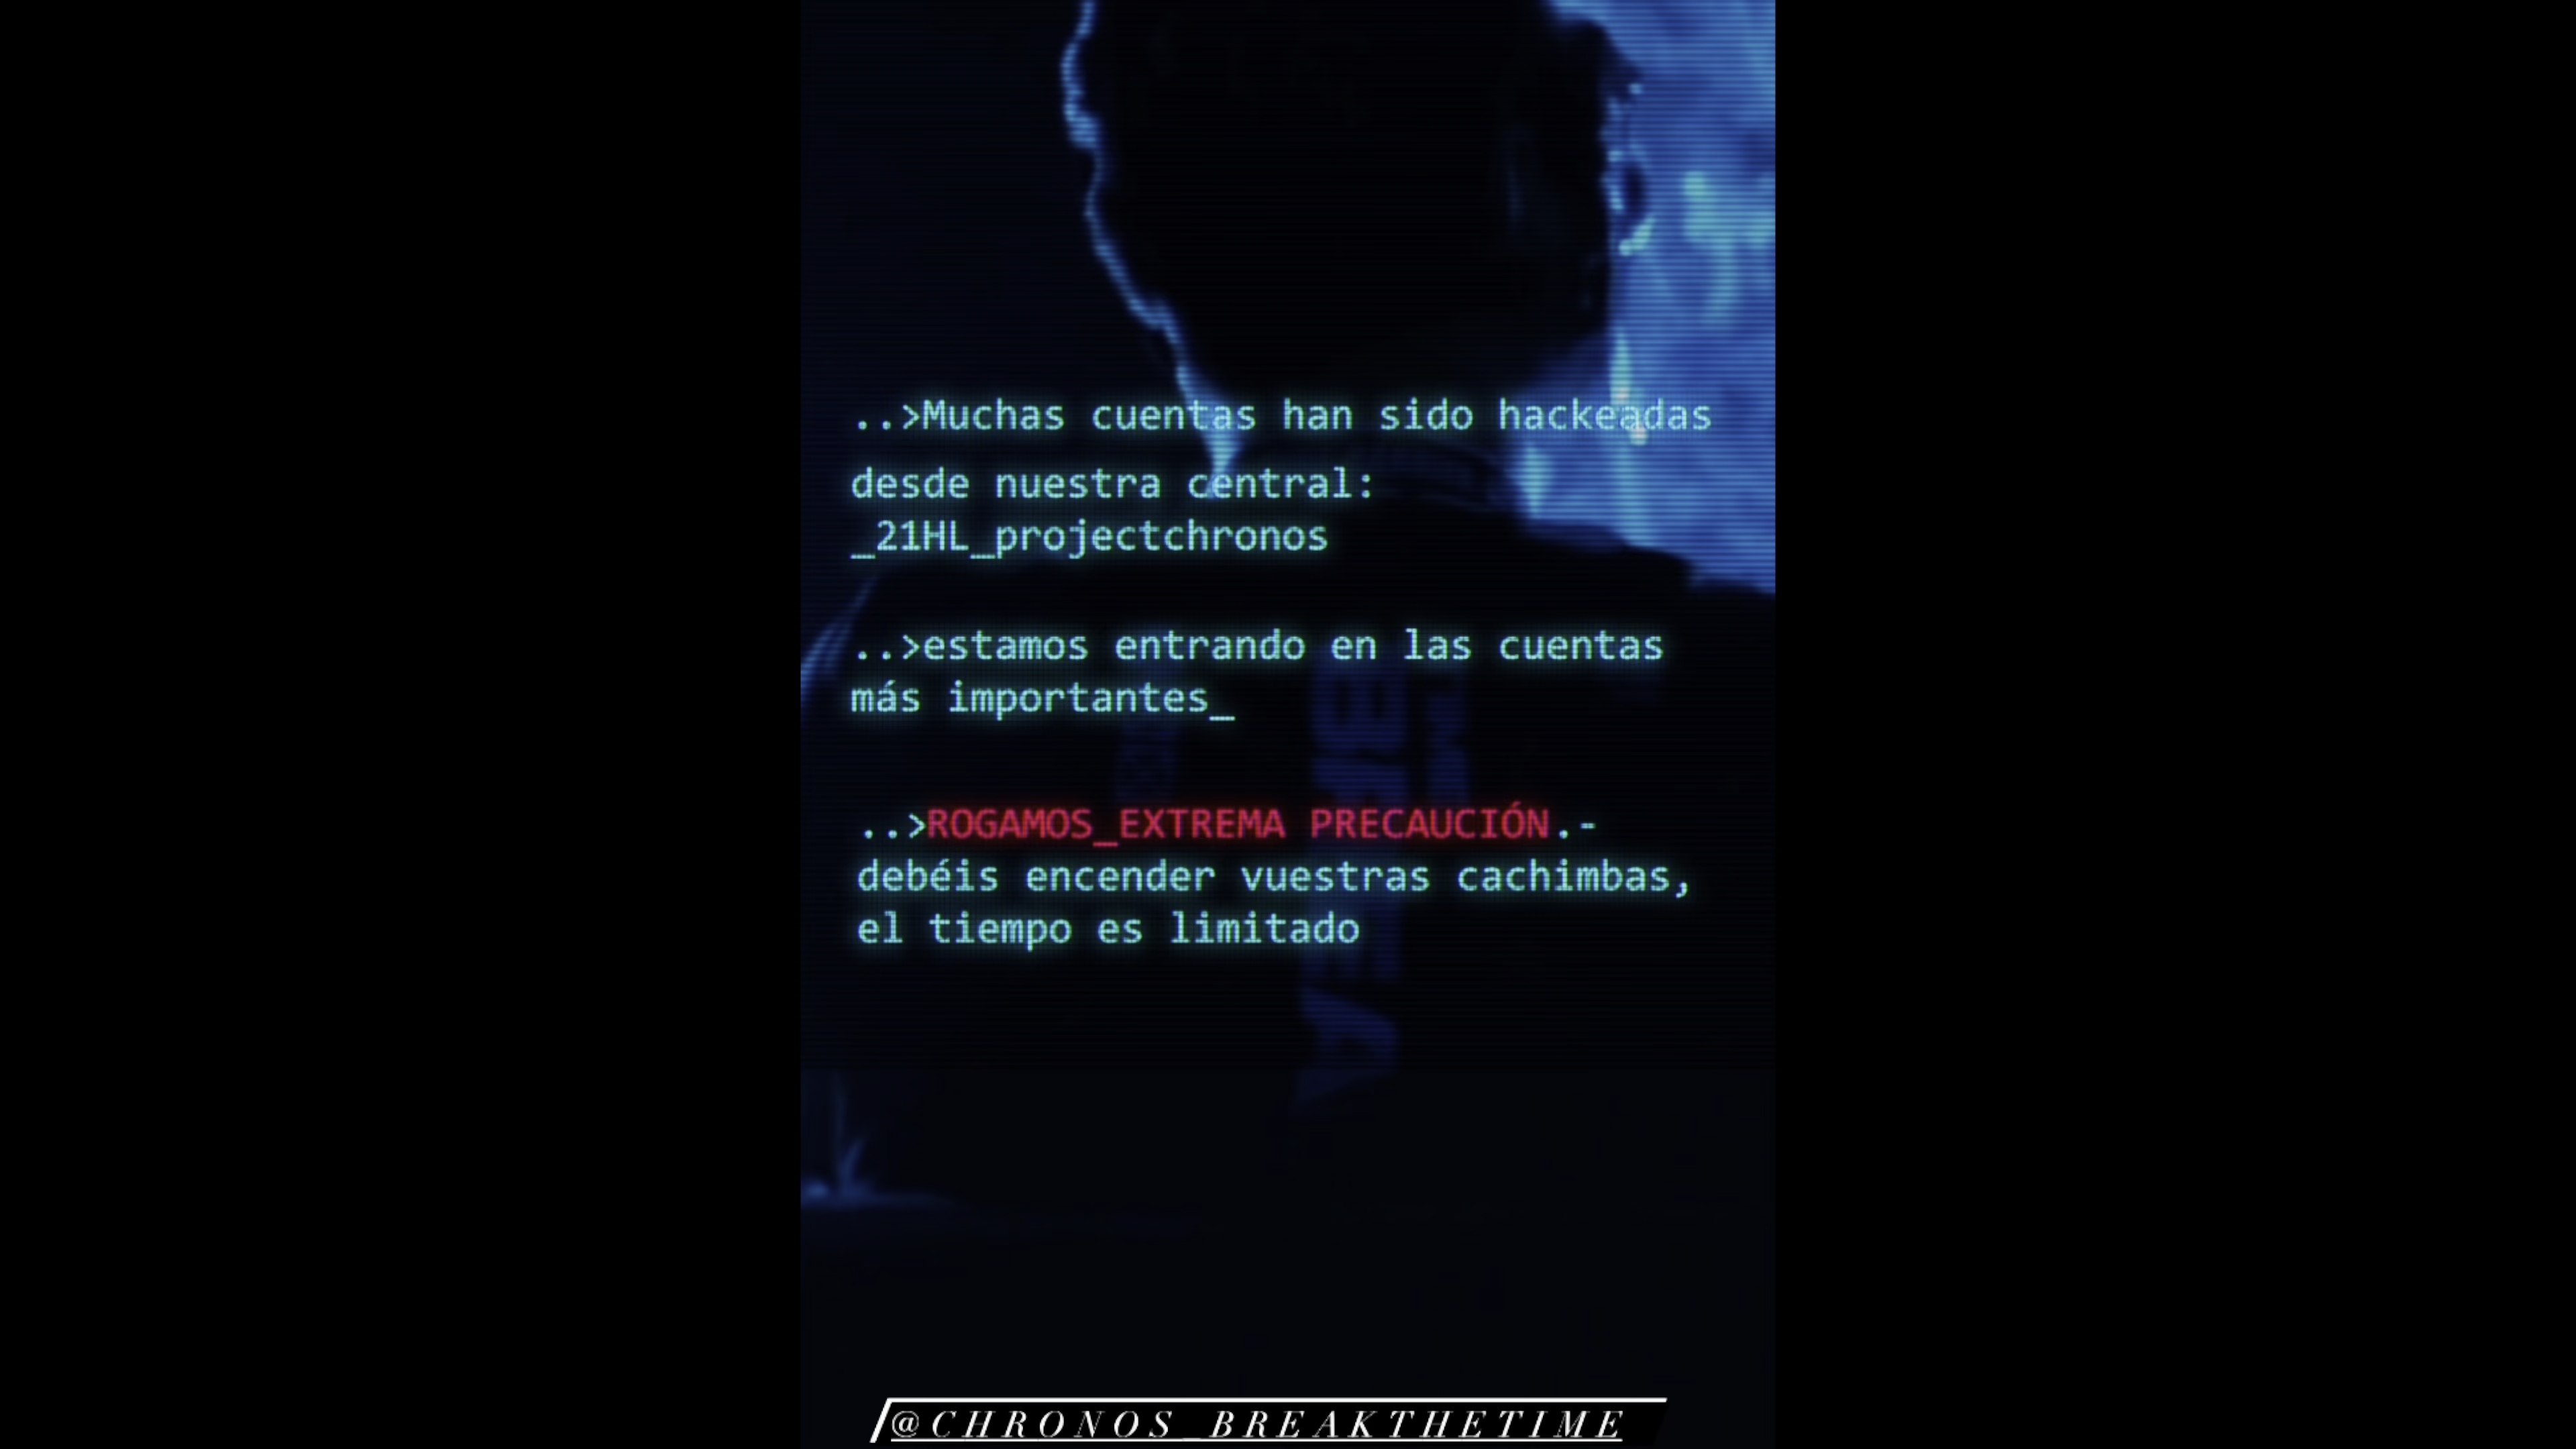 ..>Muchas cuentas han sido hackeadas
desde nuestra central:
_21HL_projectchronos
..>estamos entrando en las cuentas
más importantes_
..>ROGAMOS_EXTREMA PRECAUCIÓN.-
debéis encender vuestras cachimbas,
el tiempo es limitado
@CHRONOS_BREAKTHETIME